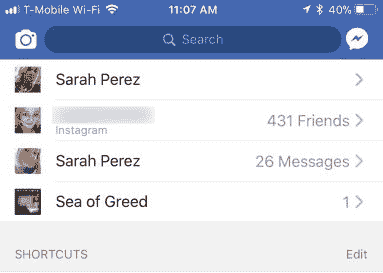 T-Mobile Wi-Fi 11:07 AM 40%
Search
Sarah Perez
431 Friends
Instagram
Sarah Perez 26 Messages
Sea of Greed 1
SHORTCUTS Edit